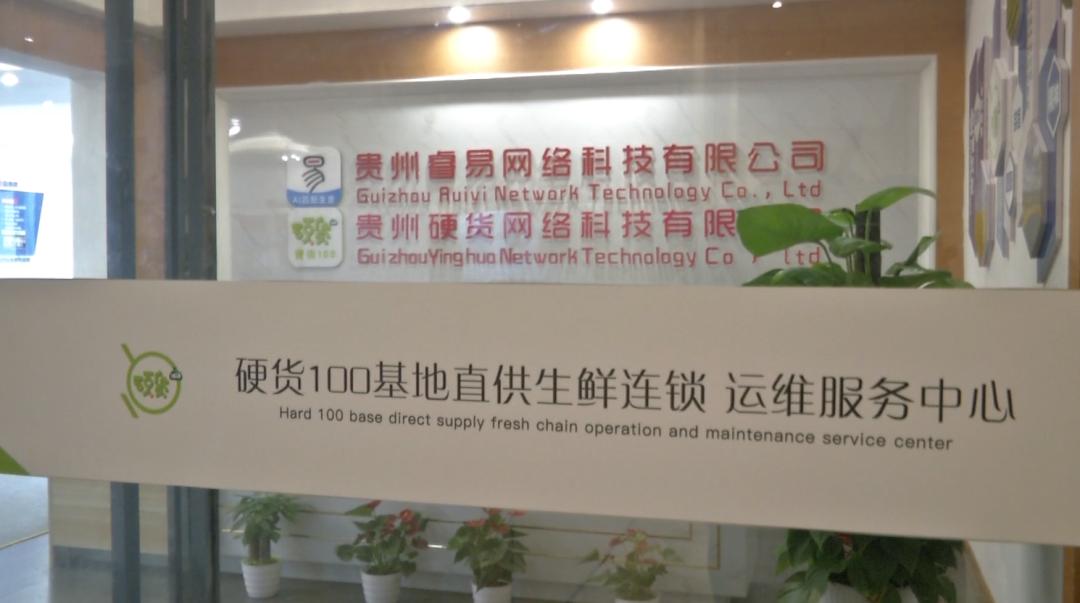 贵州睿易网络科技有限公司
Guizhou Ruiyi Network Technology Co., Ltd
贵州硬货网络科技有限
GuizhouYinghuo Network Technology Co , ltd
易
硬货100
硬货100基地直供生鲜连锁 运维服务中心
Hard 100 base direct supply fresh chain operation and maintenance service center